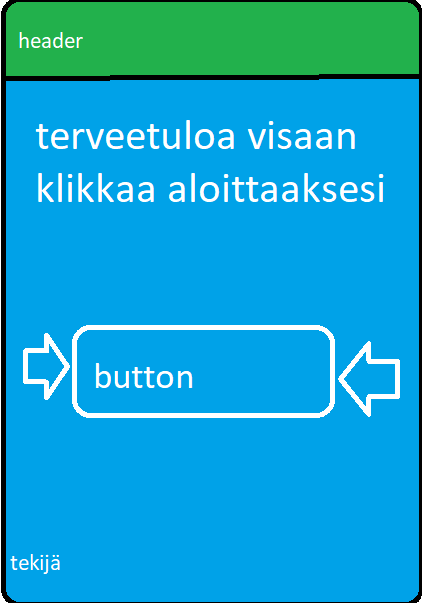 header
terveetuloa visaan
klikkaa aloittaaksesi
button
tekijä